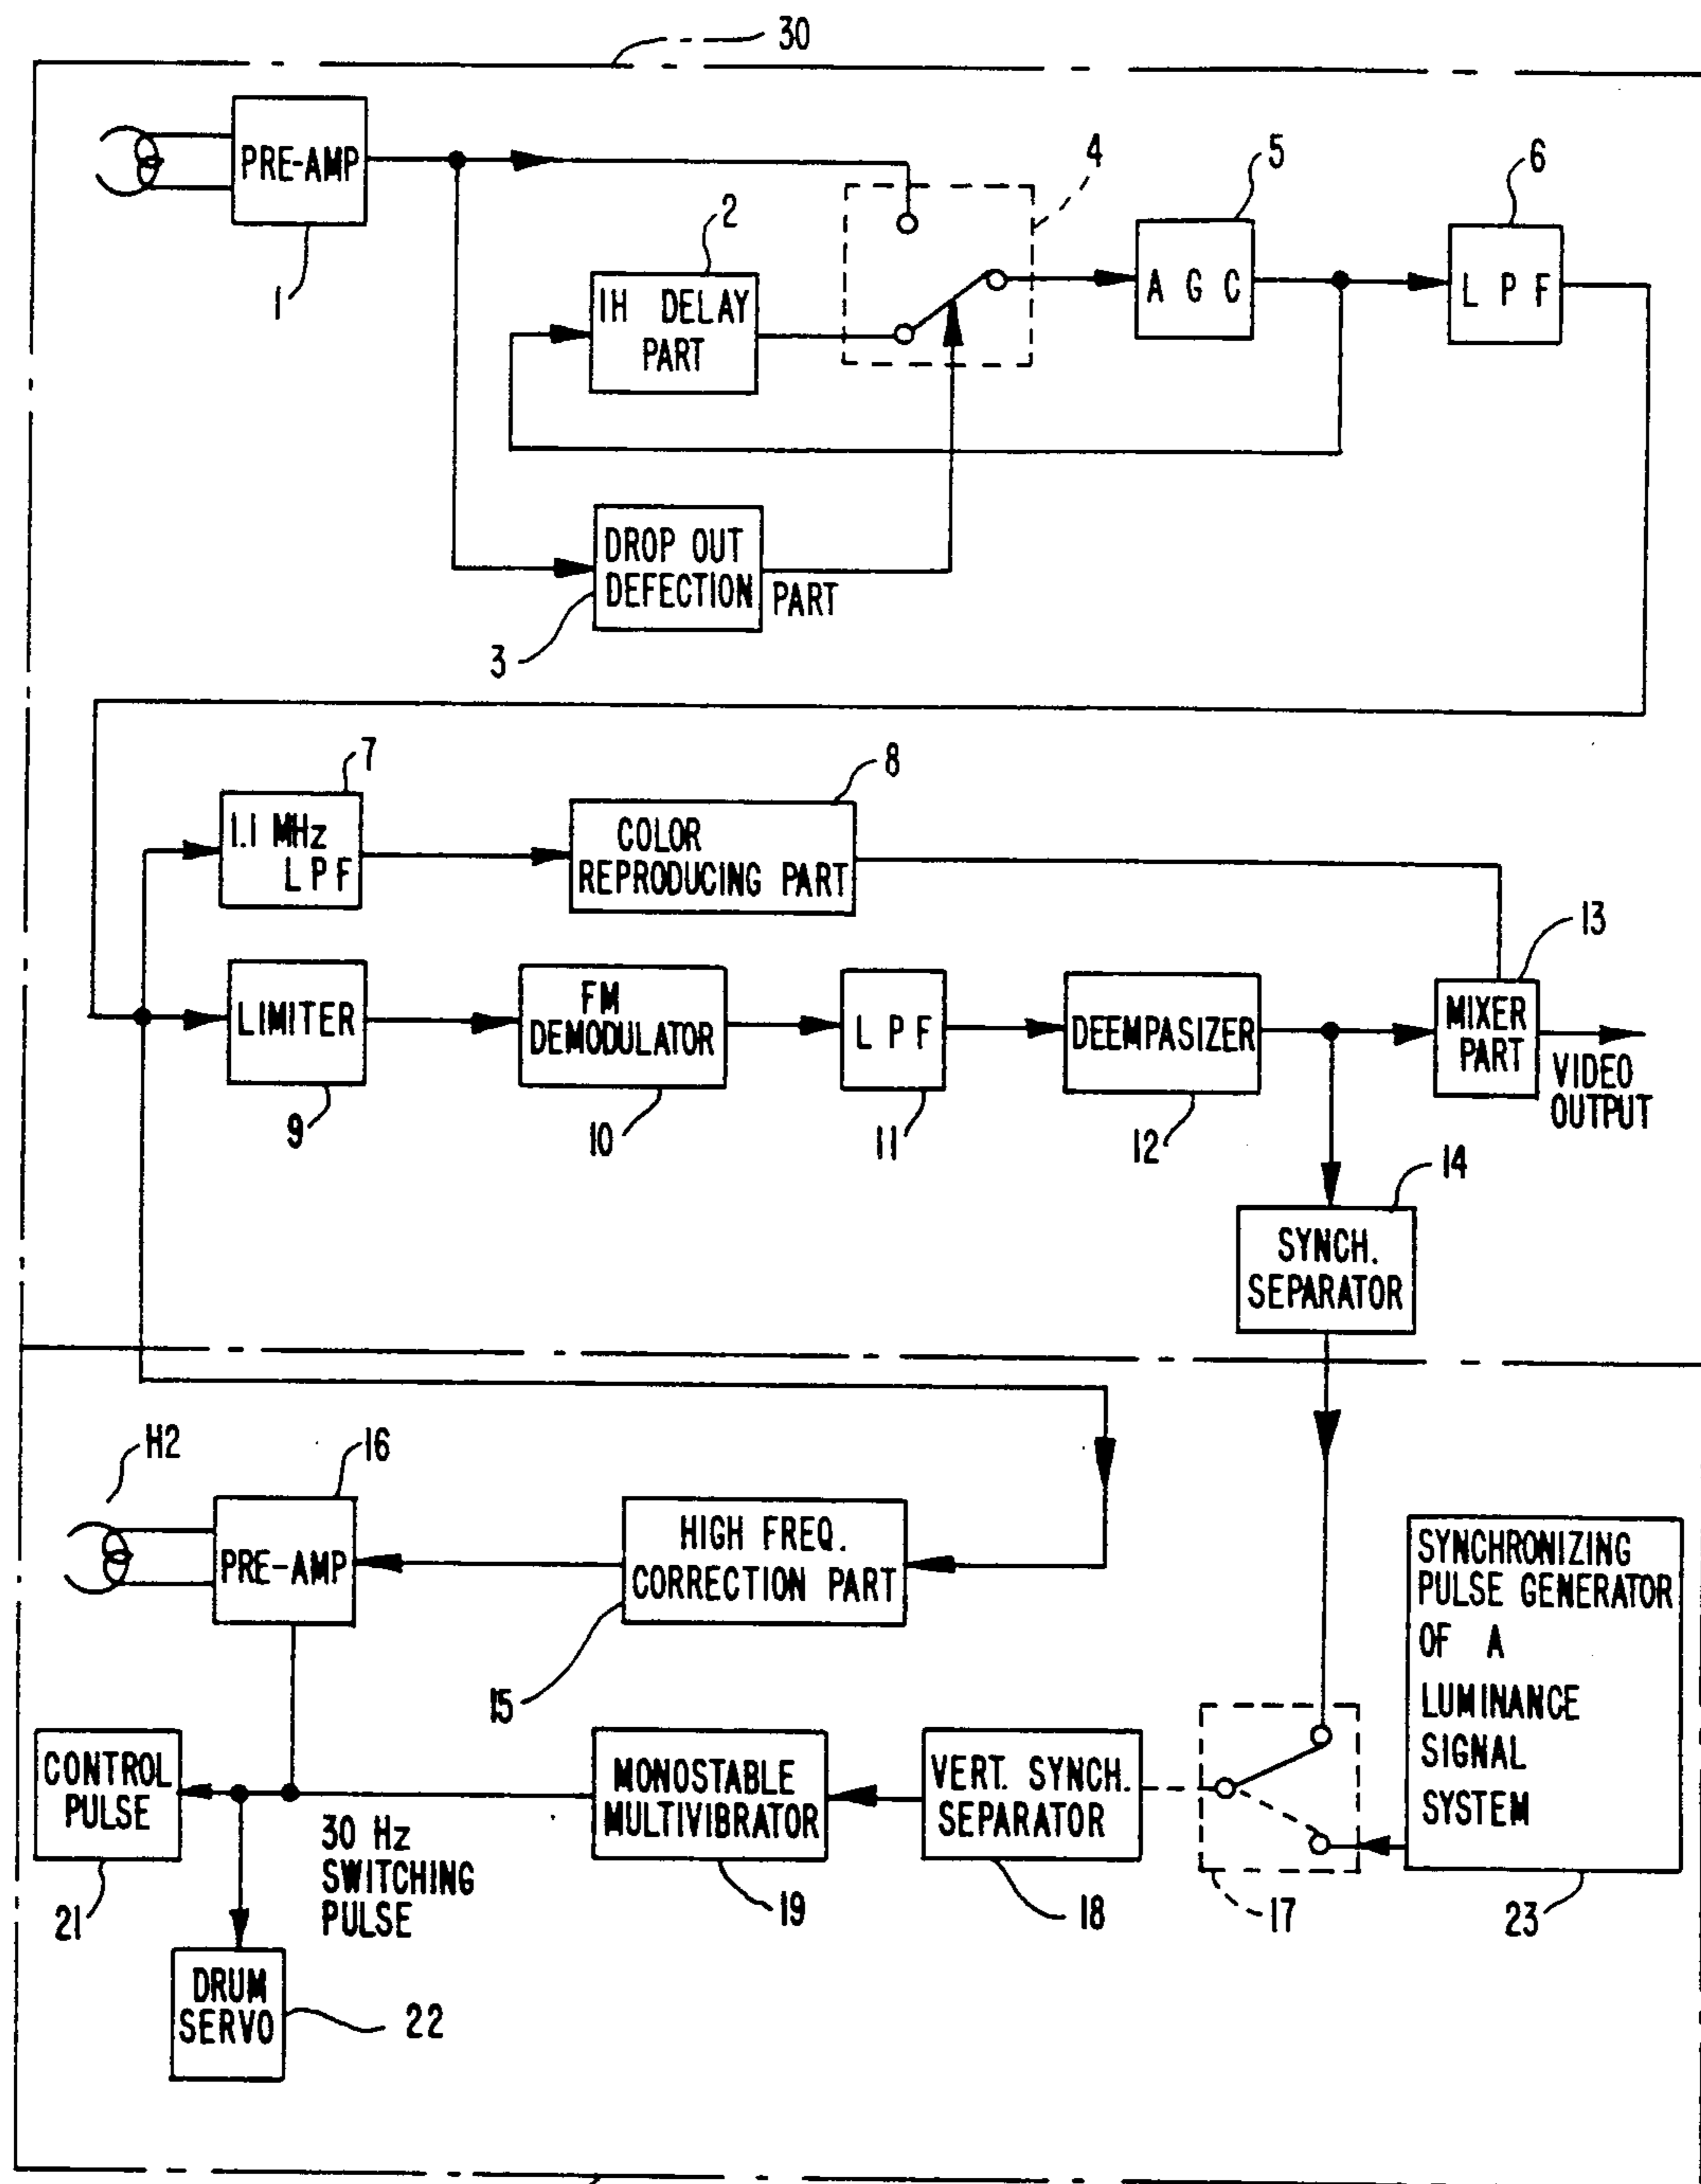 30
PRE-AMP
1
1H DELAY
PART
2
4
A G C
5
L P F
6
DROP OUT
DEFECTION
PART
3
1.1 MHz
L P F
7
COLOR
REPRODUCING PART
8
LIMITER
9
FM
DEMODULATOR
10
L P F
11
DEEMPASIZER
12
MIXER
PART
13
VIDEO
OUTPUT
SYNCH.
SEPARATOR
14
H2
PRE-AMP
16
HIGH FREQ.
CORRECTION PART
15
SYNCHRONIZING
PULSE GENERATOR
OF A
LUMINANCE
SIGNAL
SYSTEM
23
CONTROL
PULSE
21
30 Hz
SWITCHING
PULSE
MONOSTABLE
MULTIVIBRATOR
19
VERT. SYNCH.
SEPARATOR
18
17
DRUM
SERVO
22